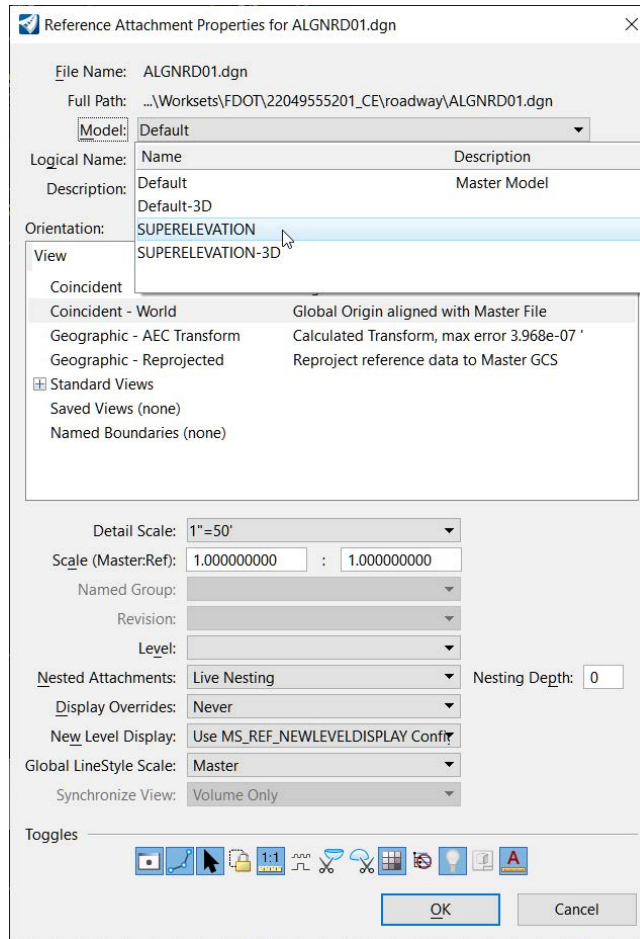 Reference Attachment Properties for ALGNRD01.dgn
File Name: ALGNRD01.dgn
Full Path: ...\Worksets\FDOT\22049555201_CE\roadway\ALGNRD01.dgn
Model: Default
Logical Name:
Name Description
Description:
Default Master Model
Default-3D
Orientation:
SUPERELEVATION
View
SUPERELEVATION-3D
Coincident
Coincident - World Global Origin aligned with Master File
Geographic - AEC Transform Calculated Transform, max error 3.968e-07 '
Geographic - Reprojected Reproject reference data to Master GCS
Standard Views
Saved Views (none)
Named Boundaries (none)
Detail Scale: 1"=50'
Scale (Master:Ref): 1.000000000 : 1.000000000
Named Group:
Revision:
Level:
Nested Attachments: Live Nesting Nesting Depth: 0
Display Overrides: Never
New Level Display: Use MS_REF_NEWLEVELDISPLAY Confi
Global LineStyle Scale: Master
Synchronize View: Volume Only
Toggles
1:1 A
OK Cancel